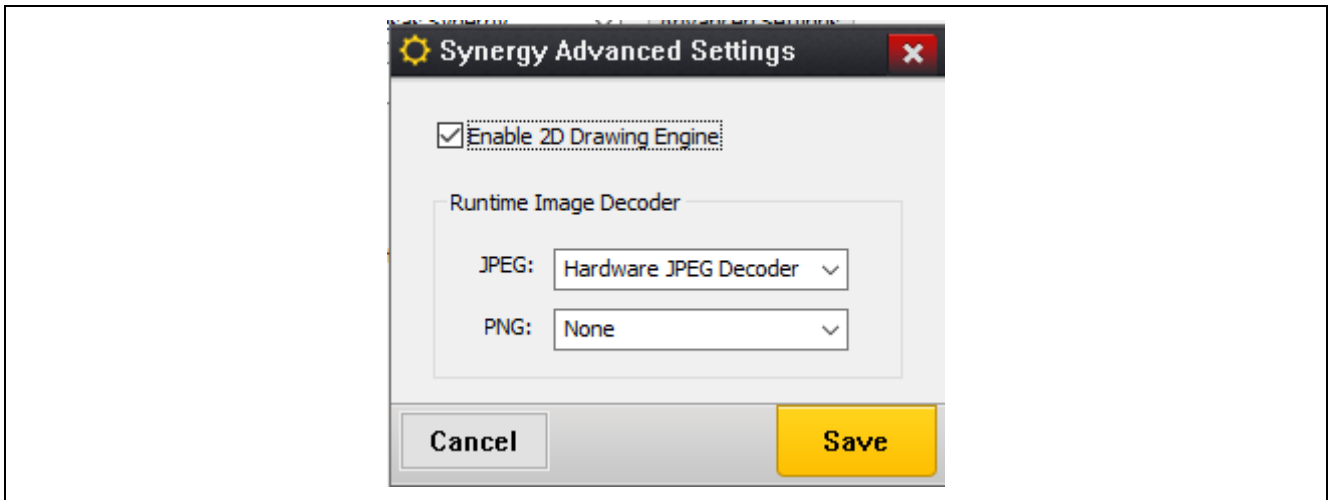 Synergy Advanced Settings
Enable 2D Drawing Engine
Runtime Image Decoder
JPEG: Hardware JPEG Decoder
PNG: None
Cancel Save